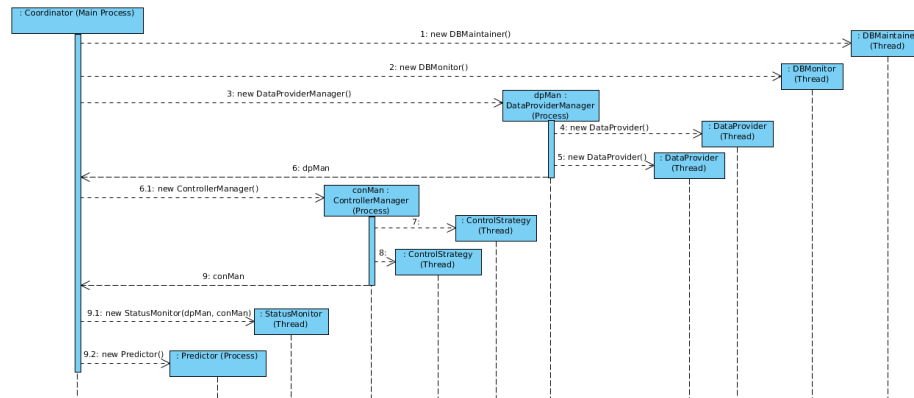 : Coordinator (Main Process)
1: new DBMaintainer()
: DBMaintaine
(Thread)
2: new DBMonitor()
: DBMonitor
(Thread)
3: new DataProviderManager()
dpMan :
DataProviderManager
(Process)
4: new DataProvider()
: DataProvider
(Thread)
5: new DataProvider()
: DataProvider
(Thread)
6: dpMan
6.1: new ControllerManager()
conMan :
ControllerManager
(Process)
7:
: ControlStrategy
(Thread)
8:
: ControlStrategy
(Thread)
9: conMan
9.1: new StatusMonitor(dpMan, conMan)
: StatusMonitor
(Thread)
9.2: new Predictor()
: Predictor (Process)